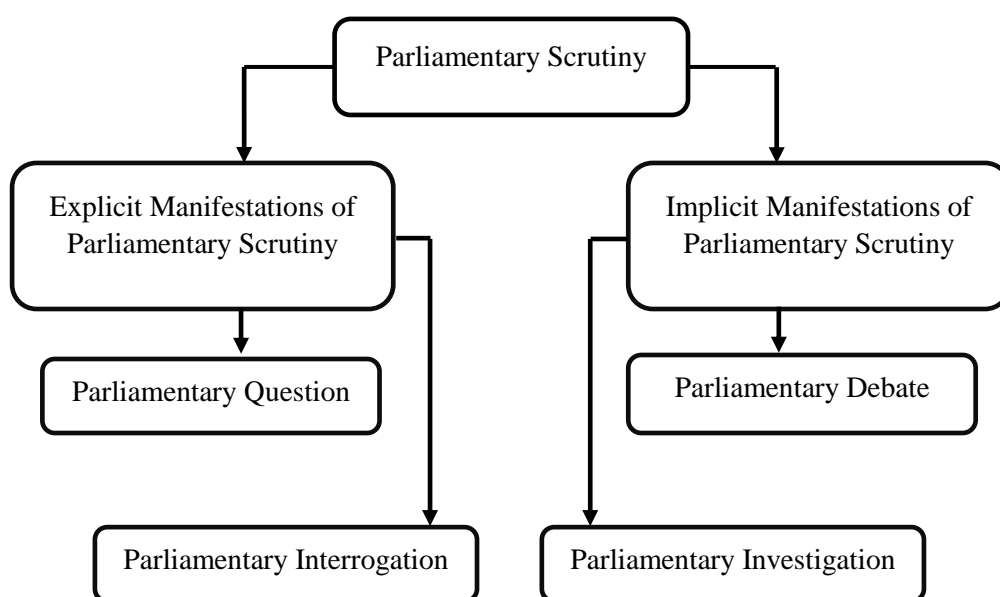 Parliamentary Scrutiny
Explicit Manifestations of
Parliamentary Scrutiny
Implicit Manifestations of
Parliamentary Scrutiny
Parliamentary Question
Parliamentary Debate
Parliamentary Interrogation
Parliamentary Investigation